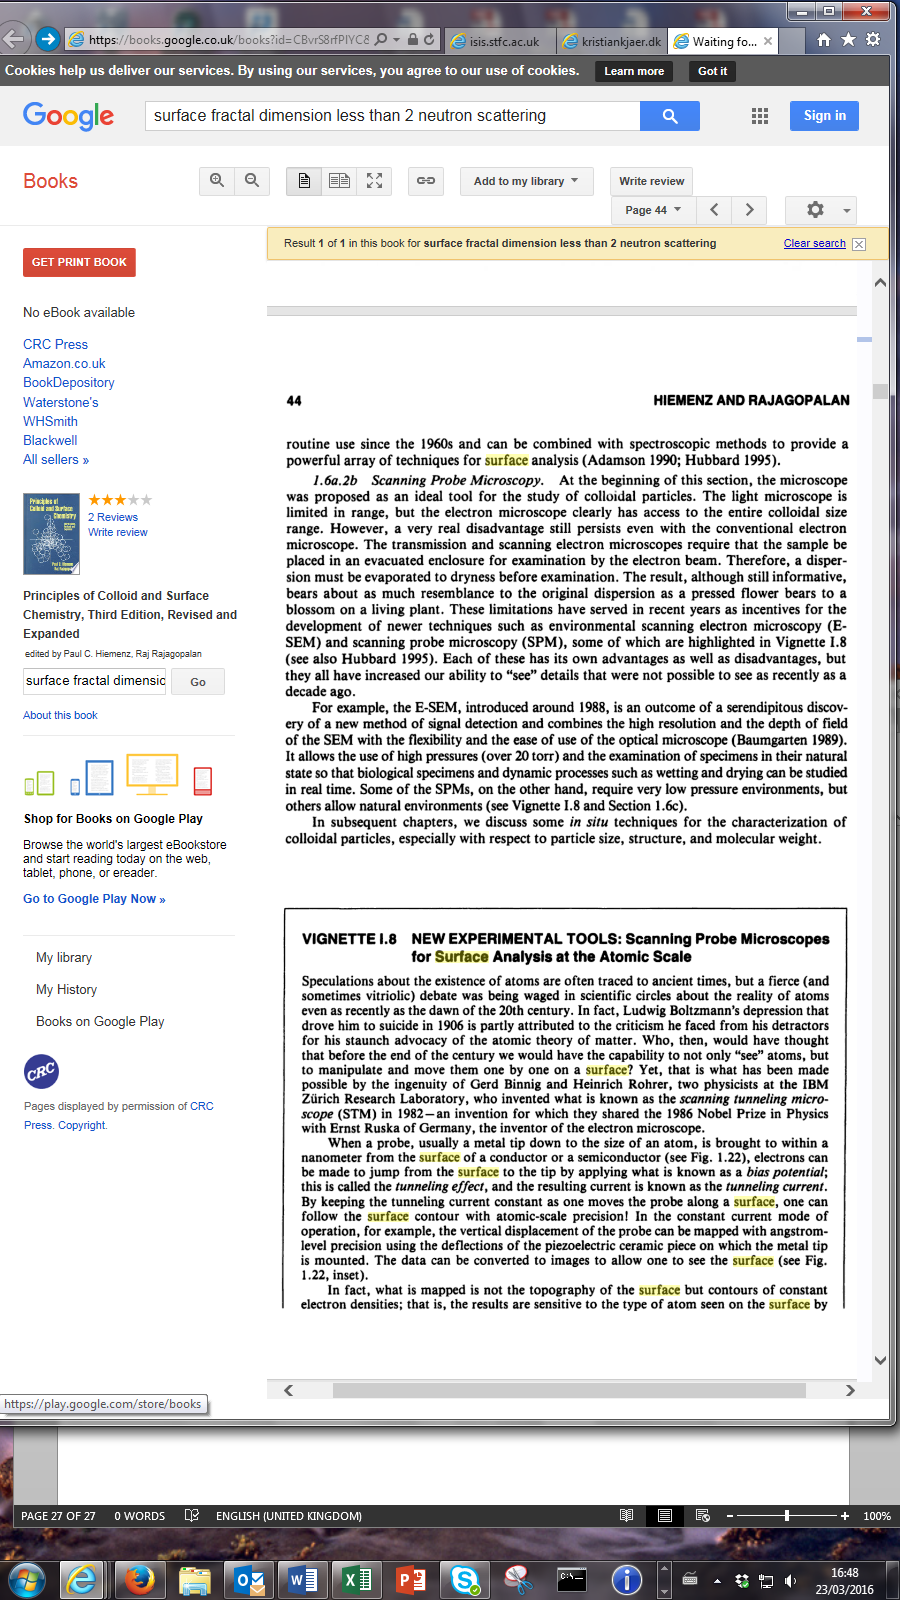 https://books.google.co.uk/books?id=CBvrS8rfPIYC&
isis.stfc.ac.uk
kristiankjaer.dk
Waiting fo...
Cookies help us deliver our services. By using our services, you agree to our use of cookies.
Learn more
Got it
Google
surface fractal dimension less than 2 neutron scattering
Sign in
Books
Add to my library
Write review
Page 44
Result 1 of 1 in this book for surface fractal dimension less than 2 neutron scattering
Clear search
GET PRINT BOOK
No eBook available
CRC Press
Amazon.co.uk
BookDepository
Waterstone's
WHSmith
Blackwell
All sellers »
Principles of Colloid and Surface Chemistry
2 Reviews
Write review
Principles of Colloid and Surface
Chemistry, Third Edition, Revised and
Expanded
edited by Paul C. Hiemenz, Raj Rajagopalan
surface fractal dimensic
Go
About this book
Shop for Books on Google Play
Browse the world's largest eBookstore
and start reading today on the web,
tablet, phone, or ereader.
Go to Google Play Now »
My library
My History
Books on Google Play
CRC
Pages displayed by permission of CRC
Press. Copyright.
44
HIEMENZ AND RAJAGOPALAN
routine use since the 1960s and can be combined with spectroscopic methods to provide a
powerful array of techniques for surface analysis (Adamson 1990; Hubbard 1995).
1.6a.2b Scanning Probe Microscopy. At the beginning of this section, the microscope
was proposed as an ideal tool for the study of colloidal particles. The light microscope is
limited in range, but the electron microscope clearly has access to the entire colloidal size
range. However, a very real disadvantage still persists even with the conventional electron
microscope. The transmission and scanning electron microscopes require that the sample be
placed in an evacuated enclosure for examination by the electron beam. Therefore, a disper-
sion must be evaporated to dryness before examination. The result, although still informative,
bears about as much resemblance to the original dispersion as a pressed flower bears to a
blossom on a living plant. These limitations have served in recent years as incentives for the
development of newer techniques such as environmental scanning electron microscopy (E-
SEM) and scanning probe microscopy (SPM), some of which are highlighted in Vignette I.8
(see also Hubbard 1995). Each of these has its own advantages as well as disadvantages, but
they all have increased our ability to “see” details that were not possible to see as recently as a
decade ago.
For example, the E-SEM, introduced around 1988, is an outcome of a serendipitous discov-
ery of a new method of signal detection and combines the high resolution and the depth of field
of the SEM with the flexibility and the ease of use of the optical microscope (Baumgarten 1989).
It allows the use of high pressures (over 20 torr) and the examination of specimens in their natural
state so that biological specimens and dynamic processes such as wetting and drying can be studied
in real time. Some of the SPMs, on the other hand, require very low pressure environments, but
others allow natural environments (see Vignette I.8 and Section 1.6c).
In subsequent chapters, we discuss some in situ techniques for the characterization of
colloidal particles, especially with respect to particle size, structure, and molecular weight.
VIGNETTE I.8 NEW EXPERIMENTAL TOOLS: Scanning Probe Microscopes
for Surface Analysis at the Atomic Scale
Speculations about the existence of atoms are often traced to ancient times, but a fierce (and
sometimes vitriolic) debate was being waged in scientific circles about the reality of atoms
even as recently as the dawn of the 20th century. In fact, Ludwig Boltzmann's depression that
drove him to suicide in 1906 is partly attributed to the criticism he faced from his detractors
for his staunch advocacy of the atomic theory of matter. Who, then, would have thought
that before the end of the century we would have the capability to not only “see” atoms, but
to manipulate and move them one by one on a surface? Yet, that is what has been made
possible by the ingenuity of Gerd Binnig and Heinrich Rohrer, two physicists at the IBM
Zürich Research Laboratory, who invented what is known as the scanning tunneling micro-
scope (STM) in 1982—an invention for which they shared the 1986 Nobel Prize in Physics
with Ernst Ruska of Germany, the inventor of the electron microscope.
When a probe, usually a metal tip down to the size of an atom, is brought to within a
nanometer from the surface of a conductor or a semiconductor (see Fig. 1.22), electrons can
be made to jump from the surface to the tip by applying what is known as a bias potential;
this is called the tunneling effect, and the resulting current is known as the tunneling current.
By keeping the tunneling current constant as one moves the probe along a surface, one can
follow the surface contour with atomic-scale precision! In the constant current mode of
operation, for example, the vertical displacement of the probe can be mapped with angstrom-
level precision using the deflections of the piezoelectric ceramic piece on which the metal tip
is mounted. The data can be converted to images to allow one to see the surface (see Fig.
1.22, inset).
In fact, what is mapped is not the topography of the surface but contours of constant
electron densities; that is, the results are sensitive to the type of atom seen on the surface by
https://play.google.com/store/books
PAGE 27 OF 27
0 WORDS
ENGLISH (UNITED KINGDOM)
100%
16:48
23/03/2016